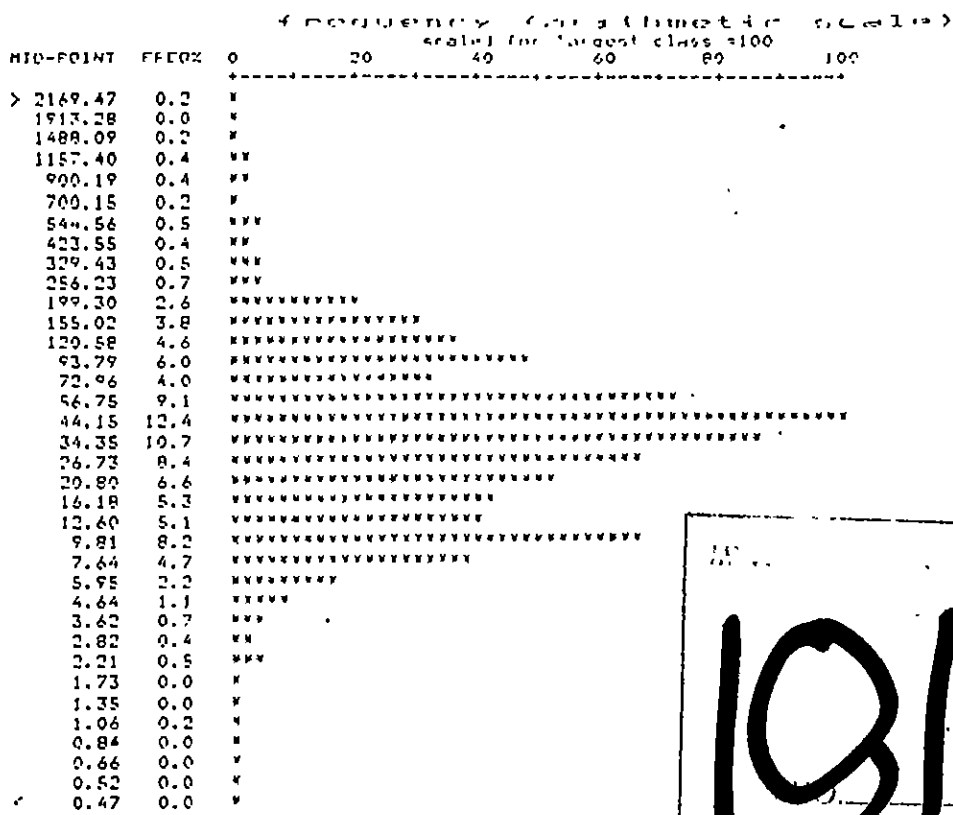 frequency (arithmetic scale)
scaled for largest class =100
MID-POINT FREQ% 0 20 40 60 80 100
> 2169.47 0.2 *
1913.28 0.0 *
1488.09 0.2 *
1157.40 0.4 **
900.19 0.4 **
700.15 0.2 *
544.56 0.5 ***
423.55 0.4 **
329.43 0.5 ***
256.23 0.7 ***
199.30 2.6
155.02 3.8
120.58 4.6
93.79 6.0
72.96 4.0
56.75 9.1
44.15 12.4
34.35 10.7
26.73 8.4
20.80 6.6
16.18 5.3
12.60 5.1
9.81 8.2
7.64 4.7
5.95 2.2
4.64 1.1 *****
3.62 0.7 ***
2.82 0.4 **
2.21 0.5 ***
1.73 0.0 *
1.35 0.0 *
1.06 0.2 *
0.84 0.0 *
0.66 0.0 *
0.52 0.0 *
0.47 0.0 *
191